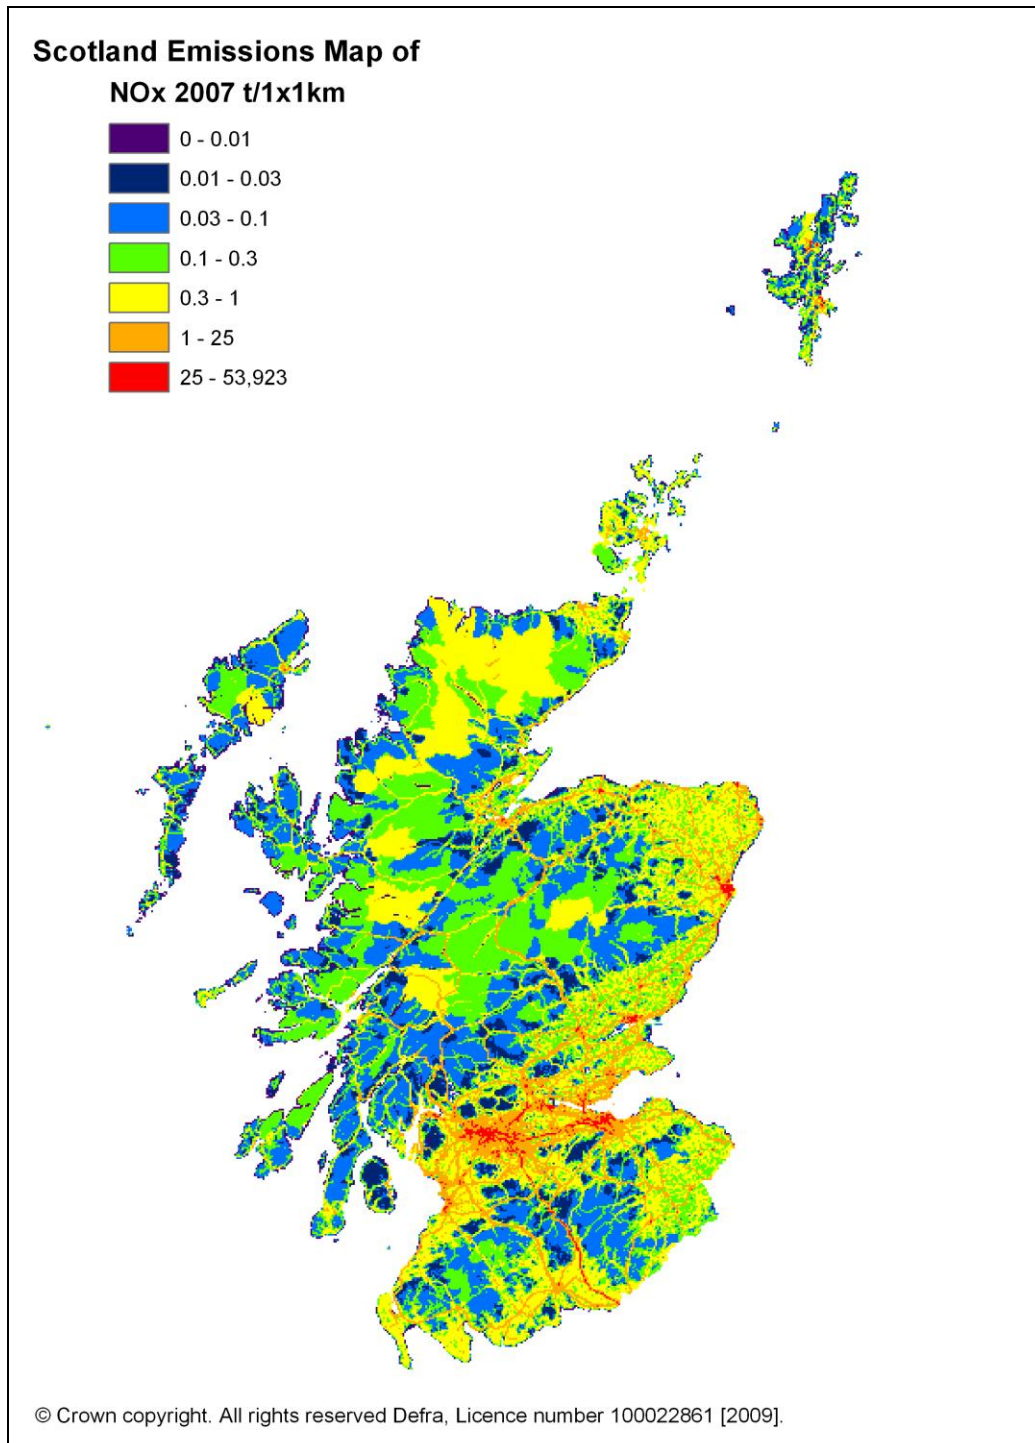 Scotland Emissions Map of
NOx 2007 t/1x1km
0 - 0.01
0.01 - 0.03
0.03 - 0.1
0.1 - 0.3
0.3 - 1
1 - 25
25 - 53,923
© Crown copyright. All rights reserved Defra, Licence number 100022861 [2009].